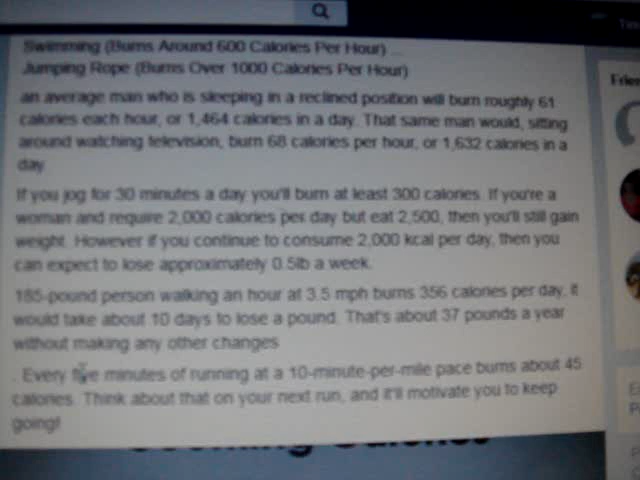 Swimming (Burns Around 600 Calories Per Hour)
Jumping Rope (Burns Over 1000 Calories Per Hour)
an average man who is sleeping in a reclined position will burn roughly 61
calories each hour, or 1,464 calories in a day. That same man would, sitting
around watching television, burn 68 calories per hour, or 1,632 calories in a
day.
If you jog for 30 minutes a day you'll burn at least 300 calories. If you're a
woman and require 2,000 calories per day but eat 2,500, then you'll still gain
weight. However if you continue to consume 2,000 kcal per day, then you
can expect to lose approximately 0.5lb a week.
185-pound person walking an hour at 3.5 mph burns 356 calories per day, it
would take about 10 days to lose a pound. That's about 37 pounds a year
without making any other changes
. Every five minutes of running at a 10-minute-per-mile pace burns about 45
calories. Think about that on your next run, and it'll motivate you to keep
going!